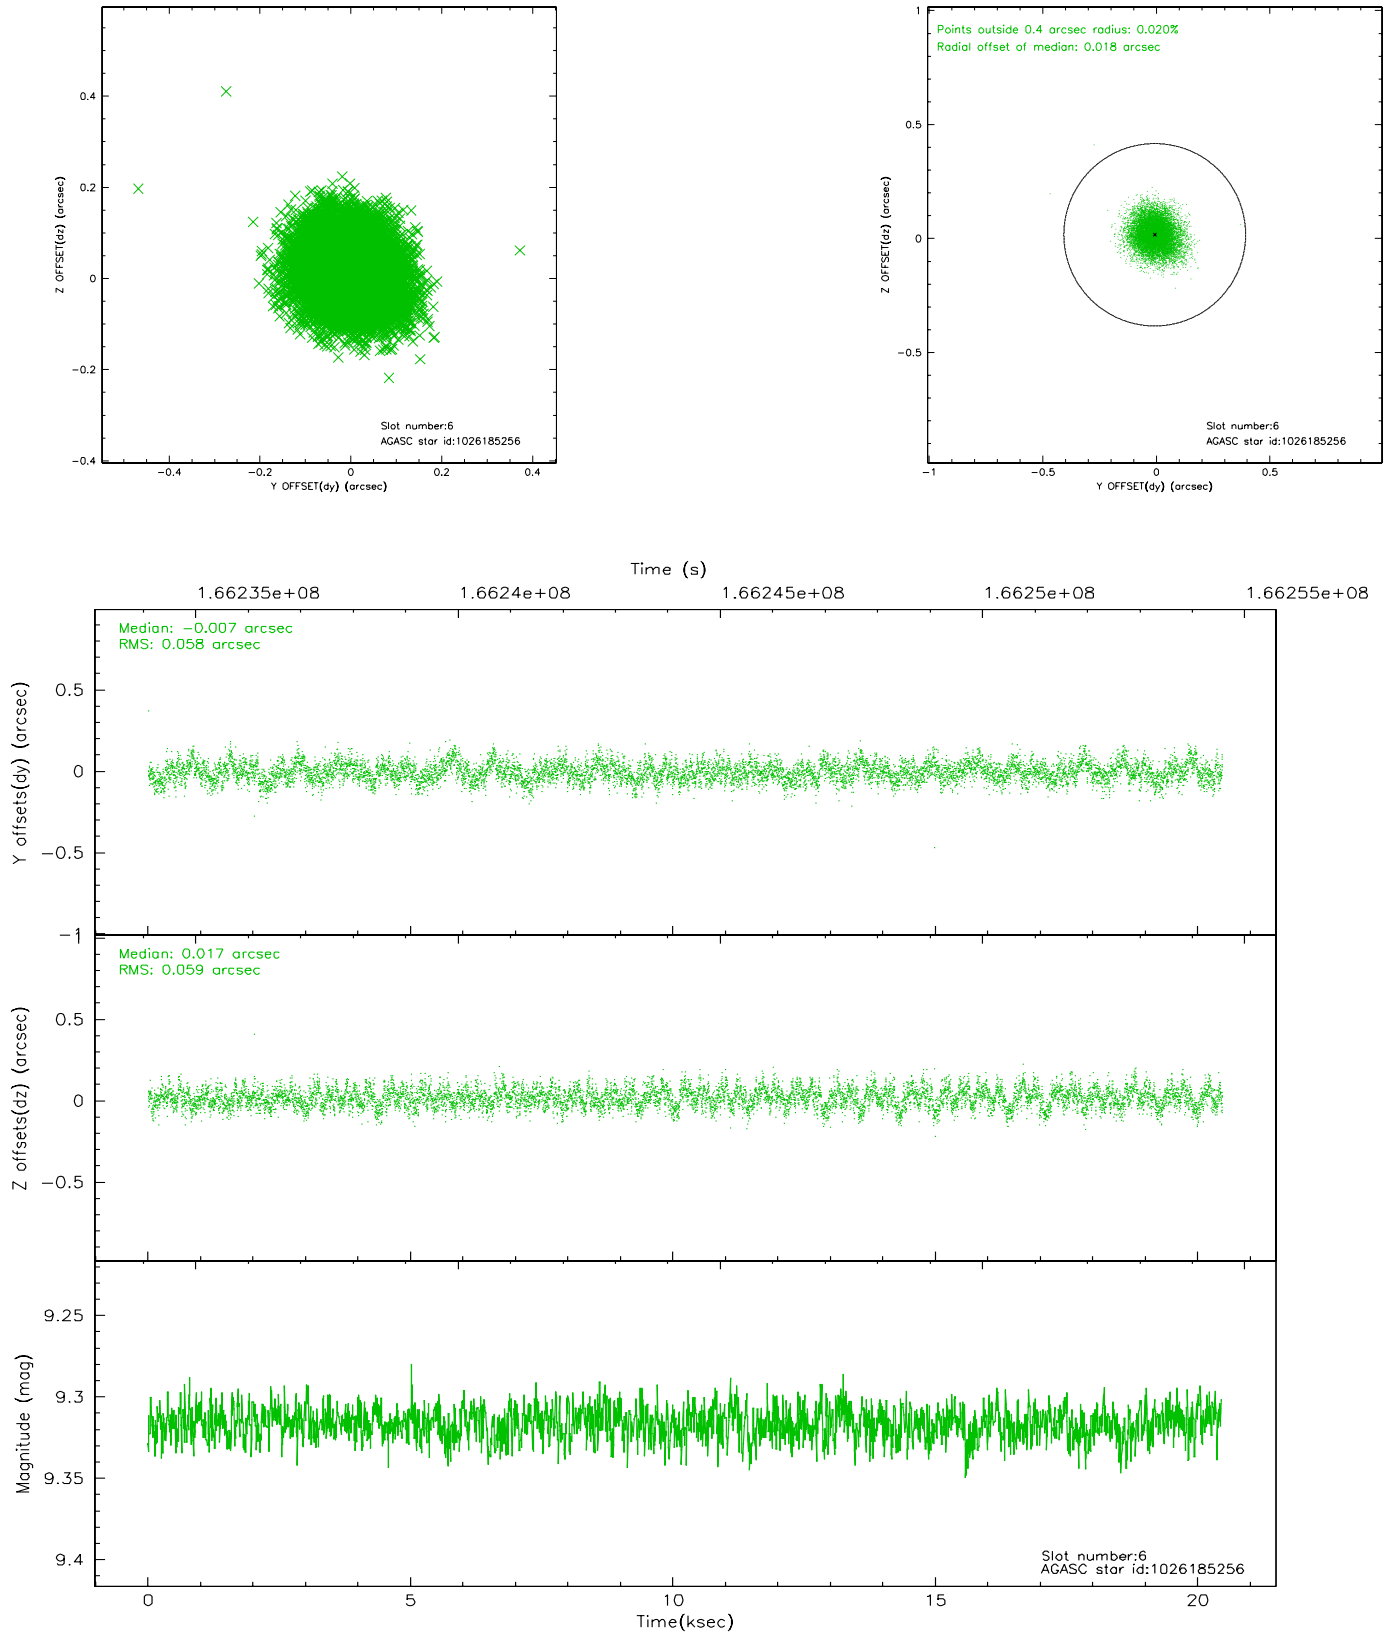 0.4
0.2
0
-0.2
-0.4
Z OFFSET(dz) (arcsec)
-0.4 -0.2 0 0.2 0.4
Y OFFSET(dy) (arcsec)
Slot number:6
AGASC star id:1026185256
Points outside 0.4 arcsec radius: 0.020%
Radial offset of median: 0.018 arcsec
1
0.5
0
-0.5
Z OFFSET(dz) (arcsec)
-1 -0.5 0 0.5
Y OFFSET(dy) (arcsec)
Slot number:6
AGASC star id:1026185256
Time (s)
1.66235e+08 1.6624e+08 1.66245e+08 1.6625e+08 1.66255e+08
Median: -0.007 arcsec
RMS: 0.058 arcsec
0.5
0
-0.5
-1
Y offsets(dy) (arcsec)
Median: 0.017 arcsec
RMS: 0.059 arcsec
0.5
0
-0.5
Z offsets(dz) (arcsec)
9.25
9.3
9.35
9.4
Magnitude (mag)
Slot number:6
AGASC star id:1026185256
0 5 10 15 20
Time(ksec)